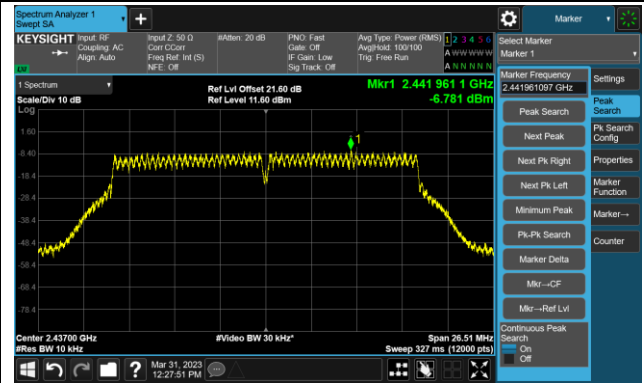 Spectrum Analyzer 1
Swept SA
Marker
KEYSIGHT
Input: RF
Coupling: AC
Align: Auto
Input Z: 50 Ω
Corr CCorr
Freq Ref: Int (S)
NFE: Off
#Atten: 20 dB
PNO: Fast
Gate: Off
IF Gain: Low
Sig Track: Off
Avg Type: Power (RMS)
Avg|Hold: 100/100
Trig: Free Run
1 2 3 4 5 6
A W W W W W
A N N N N N
Select Marker
Marker 1
1 Spectrum
Scale/Div 10 dB
Log
Ref Lvl Offset 21.60 dB
Ref Level 11.60 dBm
Mkr1 2.441 961 1 GHz
-6.781 dBm
1.60
-8.40
-18.4
-28.4
-38.4
-48.4
-58.4
-68.4
-78.4
1
Center 2.43700 GHz
#Res BW 10 kHz
#Video BW 30 kHz*
Span 26.51 MHz
Sweep 327 ms (12000 pts)
Marker Frequency
2.441961097 GHz
Peak Search
Next Peak
Next Pk Right
Next Pk Left
Minimum Peak
Pk-Pk Search
Marker Delta
Mkr→CF
Mkr→Ref Lvl
Continuous Peak
Search
On
Off
Settings
Peak
Search
Pk Search
Config
Properties
Marker
Function
Marker→
Counter
Mar 31, 2023
12:27:51 PM